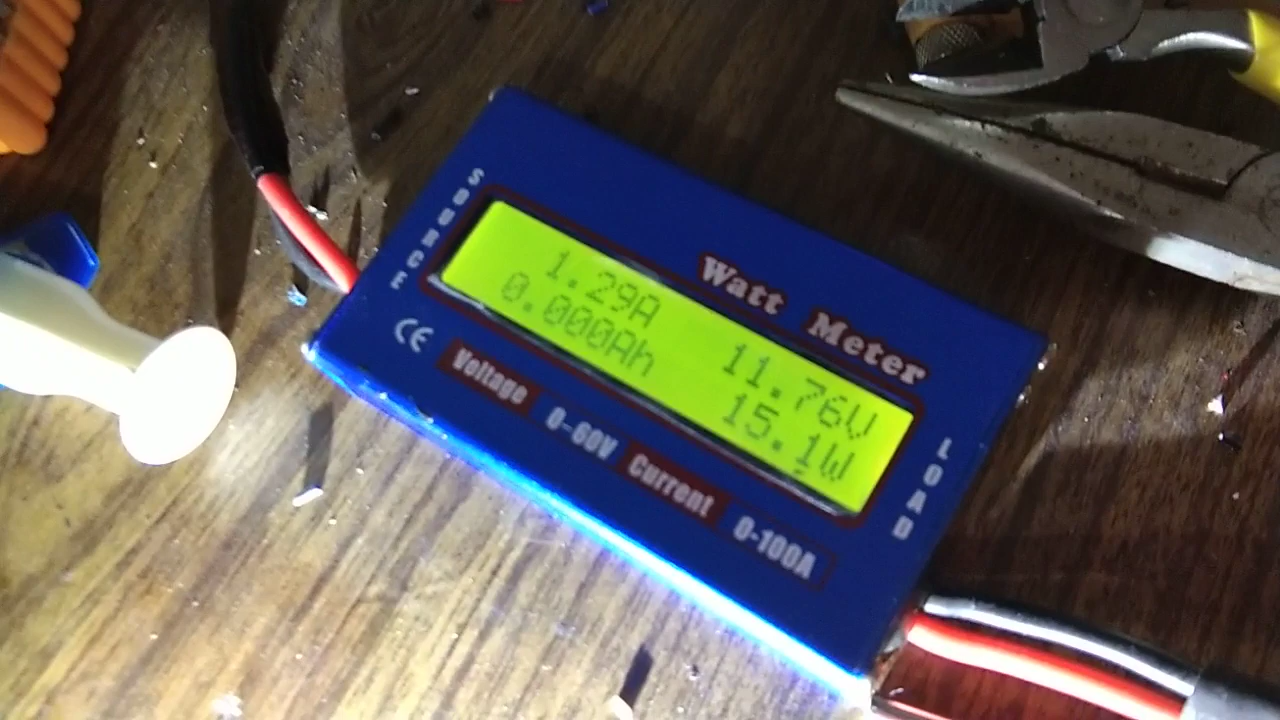 SOURCE
Watt Meter
1.29A 11.76V
0.000Ah 15.1W
CE Voltage 0-60V Current 0-100A
LOAD